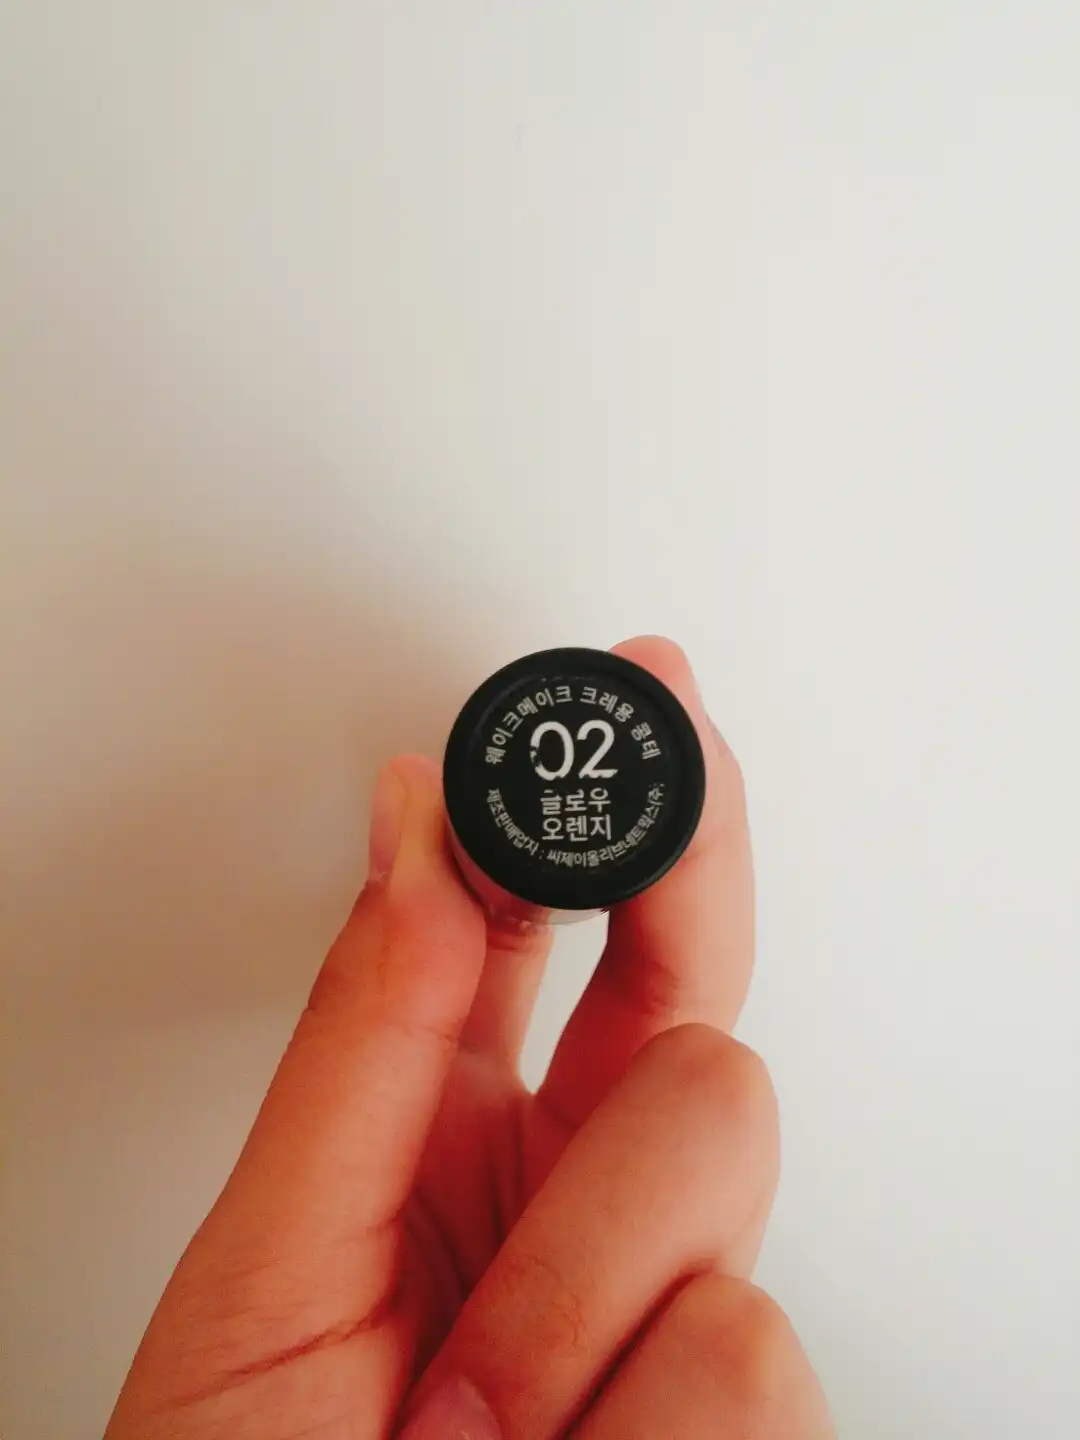 웨이크메이크 크레용 콩테
02
글로우
오렌지
제조판매업자 : 씨제이올리브네트웍스(주)